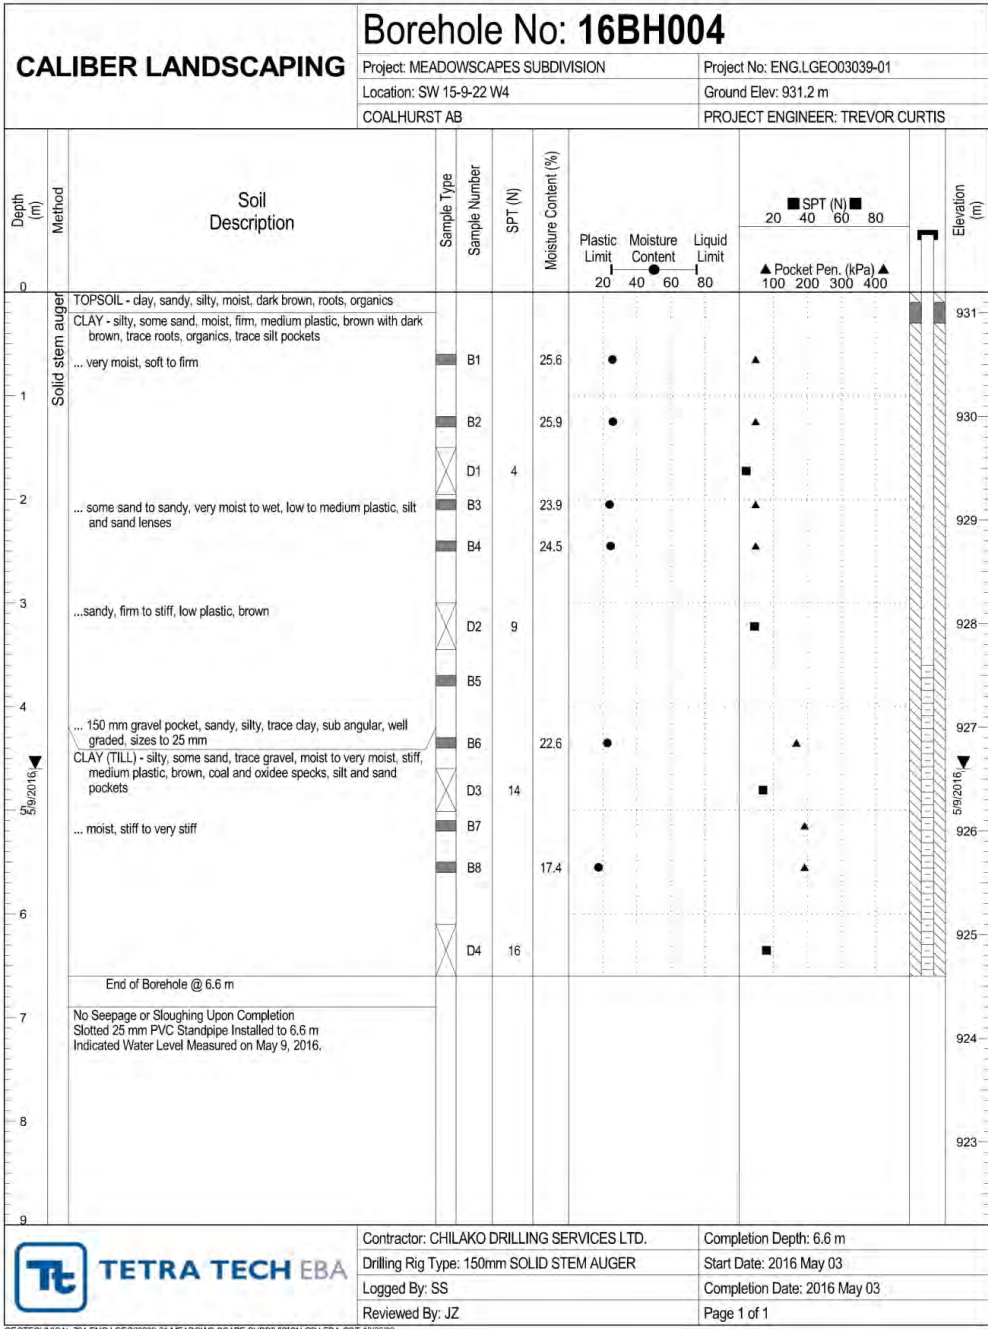 CALIBER LANDSCAPING
Borehole No: 16BH004
Project: MEADOWSCAPES SUBDIVISION
Project No: ENG.LGEO03039-01
Location: SW 15-9-22 W4
Ground Elev: 931.2 m
COALHURST AB
PROJECT ENGINEER: TREVOR CURTIS
Depth
(m)
Method
Soil
Description
Sample Type
Sample Number
SPT (N)
Moisture Content (%)
Plastic Limit
Moisture Content
Liquid Limit
20 40 60 80
■ SPT (N) ■
20 40 60 80
▲ Pocket Pen. (kPa) ▲
100 200 300 400
Elevation
(m)
0
Solid stem auger
TOPSOIL - clay, sandy, silty, moist, dark brown, roots, organics
931
CLAY - silty, some sand, moist, firm, medium plastic, brown with dark
brown, trace roots, organics, trace silt pockets
... very moist, soft to firm
B1 25.6
1
930
B2 25.9
D1 4
2
... some sand to sandy, very moist to wet, low to medium plastic, silt
and sand lenses
B3 23.9
929
B4 24.5
3
...sandy, firm to stiff, low plastic, brown
D2 9
928
B5
4
... 150 mm gravel pocket, sandy, silty, trace clay, sub angular, well
graded, sizes to 25 mm
927
B6 22.6
CLAY (TILL) - silty, some sand, trace gravel, moist to very moist, stiff,
medium plastic, brown, coal and oxidee specks, silt and sand
pockets
5/9/2016
5/9/2016
D3 14
5
... moist, stiff to very stiff
B7
926
B8 17.4
6
925
D4 16
End of Borehole @ 6.6 m
7
No Seepage or Sloughing Upon Completion
Slotted 25 mm PVC Standpipe Installed to 6.6 m
Indicated Water Level Measured on May 9, 2016.
924
8
923
9
Tt TETRA TECH EBA
Contractor: CHILAKO DRILLING SERVICES LTD.
Completion Depth: 6.6 m
Drilling Rig Type: 150mm SOLID STEM AUGER
Start Date: 2016 May 03
Logged By: SS
Completion Date: 2016 May 03
Reviewed By: JZ
Page 1 of 1